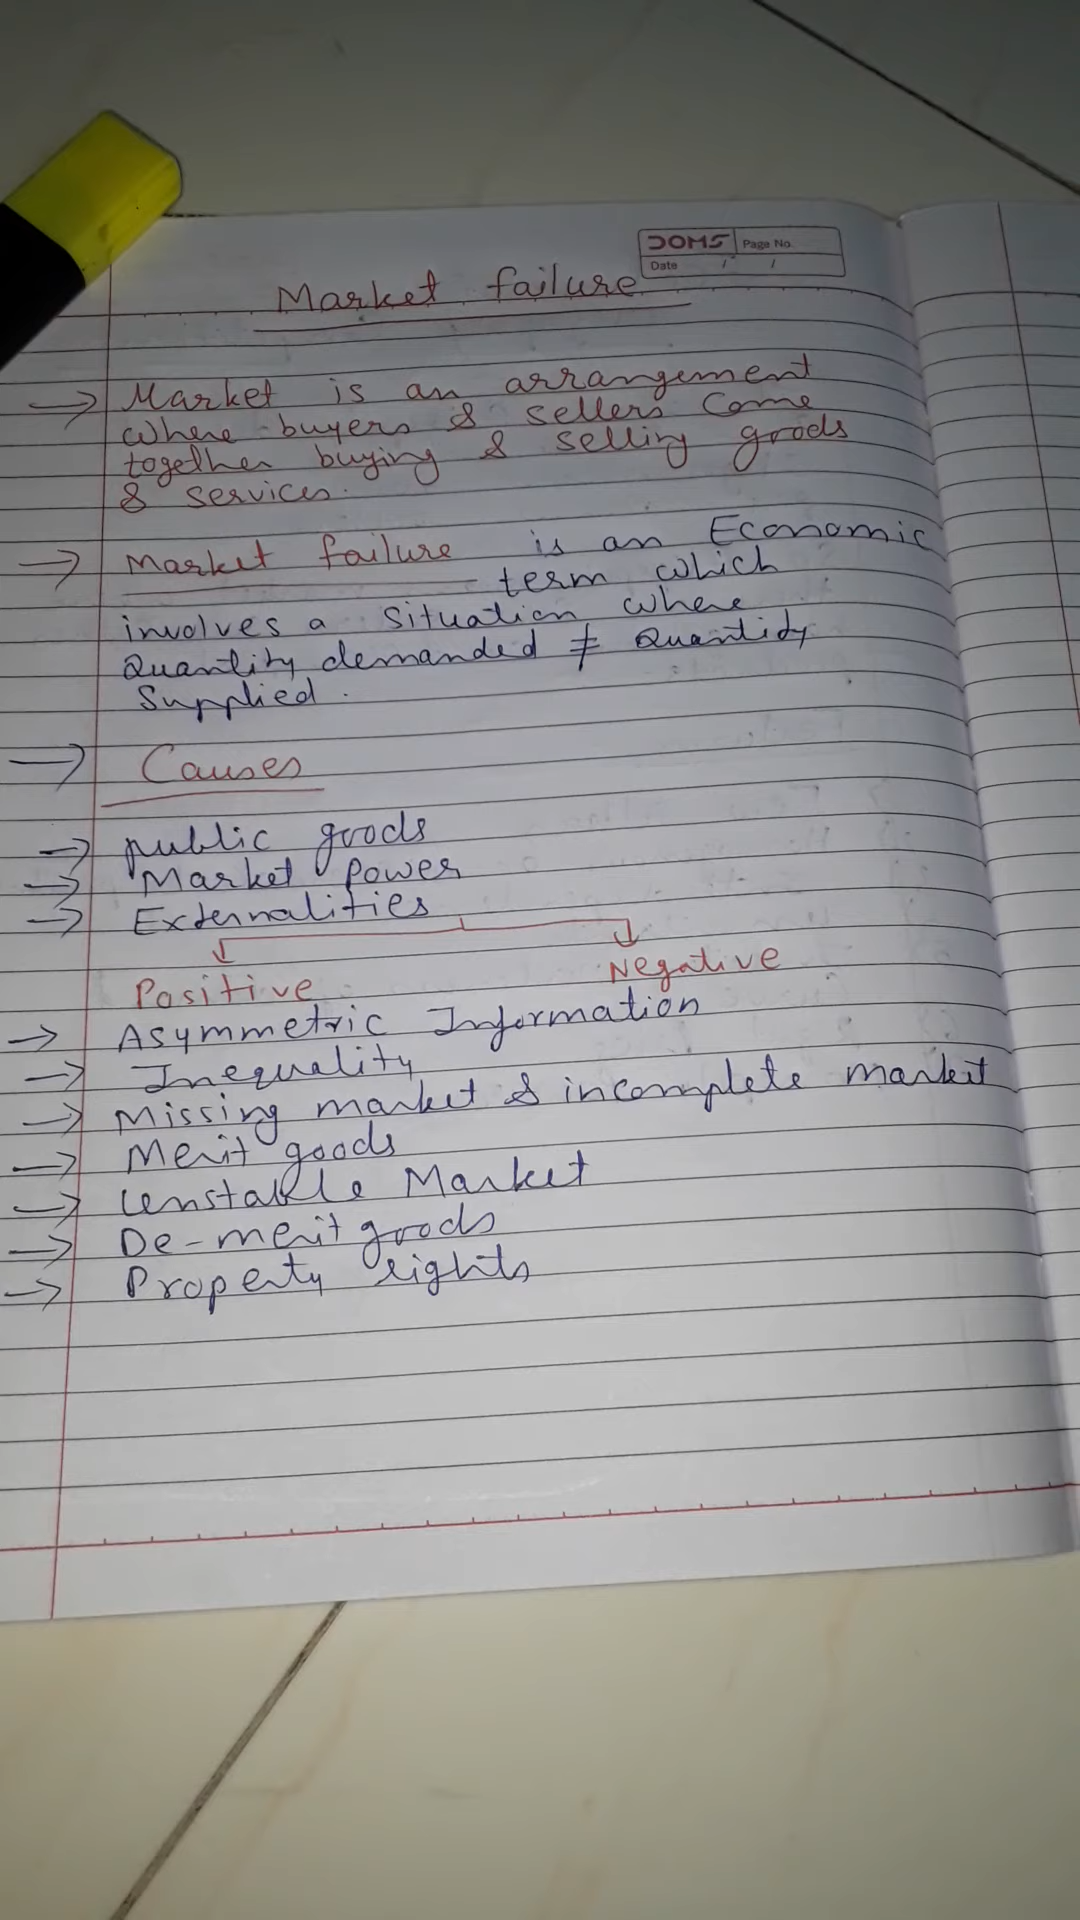 DOMS Page No.
Date / /
Market failure
→ Market is an arrangement
where buyers & sellers come
together buying & selling goods
& services.
→ Market failure is an Economic
term which
involves a situation where
Quantity demanded ≠ Quantity
Supplied.
→ Causes
→ public goods
→ Market Power
→ Externalities
Positive Negative
→ Asymmetric Information
→ Inequality
→ Missing market & incomplete market
→ Merit goods
→ Unstable Market
→ De-merit goods
→ Property rights